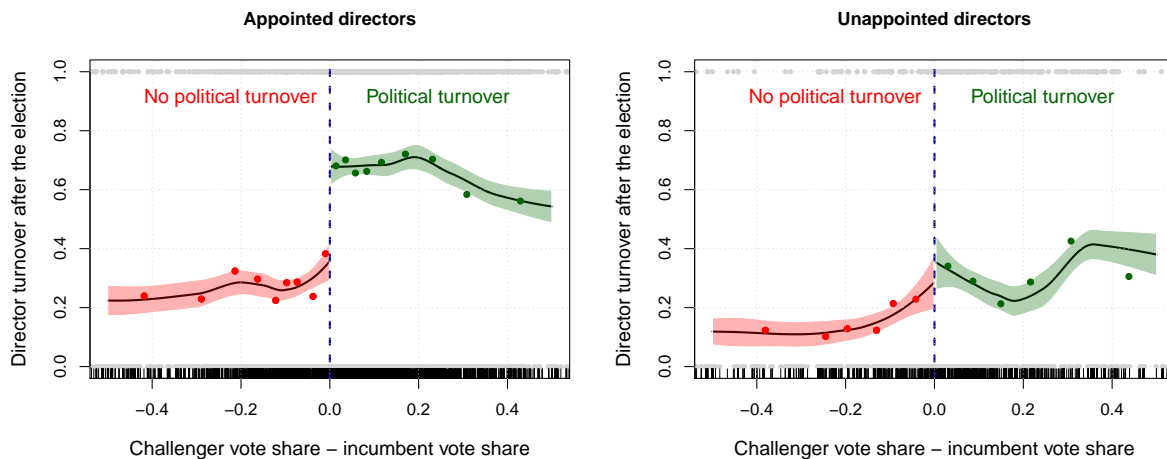 Appointed directors
Director turnover after the election
1.0
0.8
0.6
0.4
0.2
0.0
No political turnover
Political turnover
−0.4
−0.2
0.0
0.2
0.4
Challenger vote share − incumbent vote share
Unappointed directors
Director turnover after the election
1.0
0.8
0.6
0.4
0.2
0.0
No political turnover
Political turnover
−0.4
−0.2
0.0
0.2
0.4
Challenger vote share − incumbent vote share